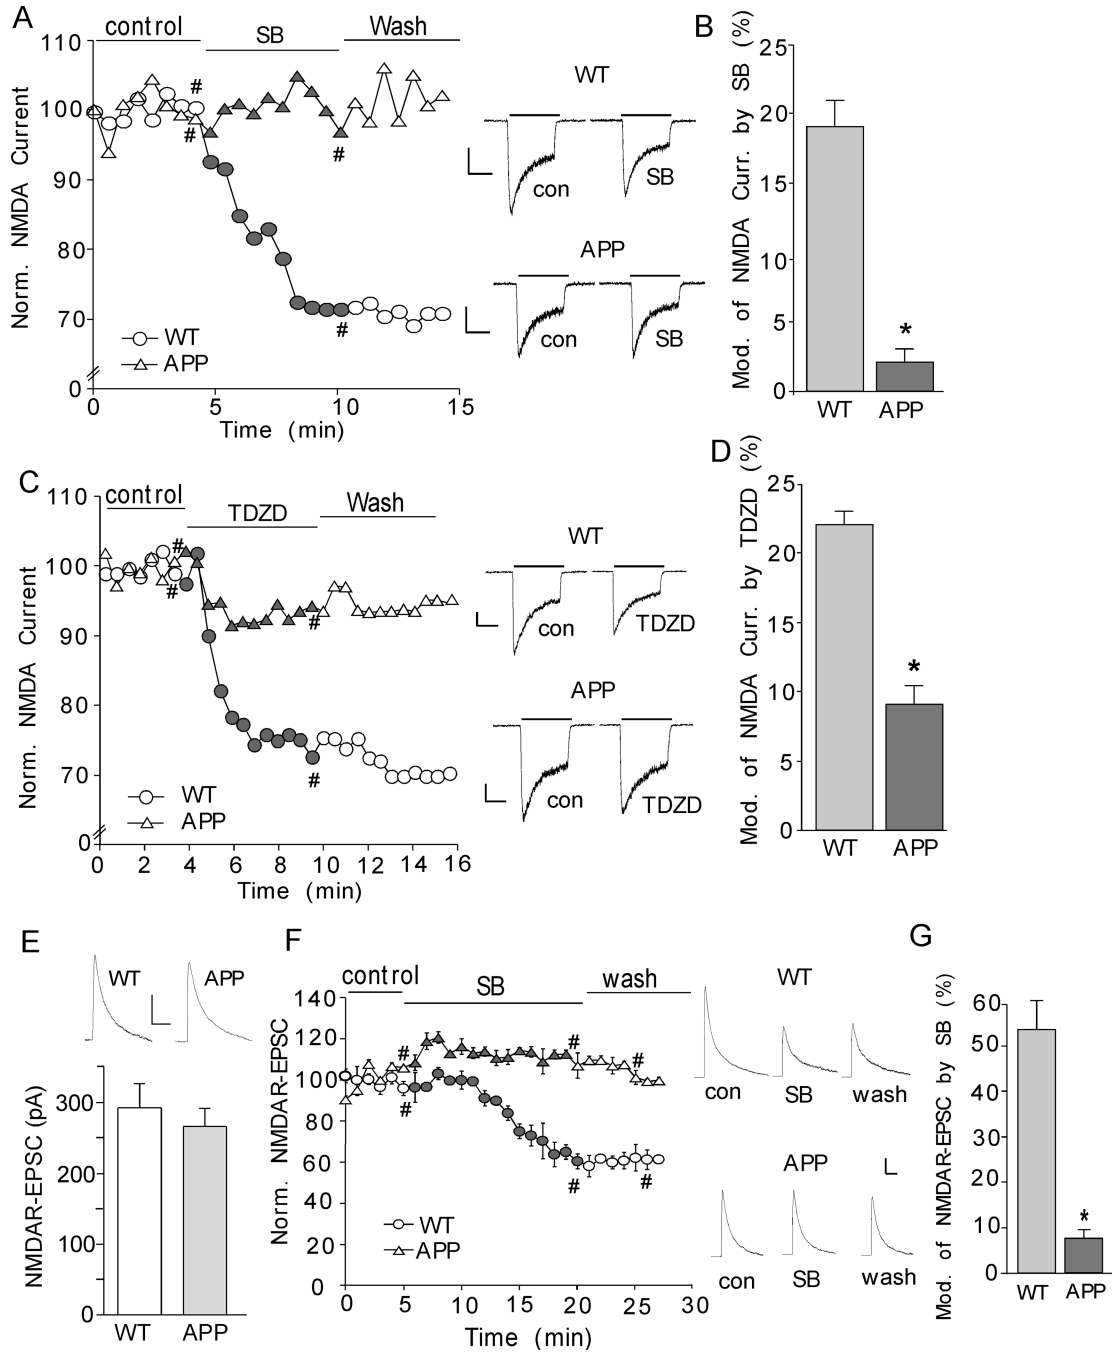 A
control
SB
Wash
110
100
90
80
70
0
Norm. NMDA Current
#
#
#
#
WT
APP
0
5
10
15
Time (min)
WT
con
SB
APP
con
SB
B
Mod. of NMDA Curr. by SB (%)
25
20
15
10
5
0
*
WT
APP
C
control
TDZD
Wash
110
100
90
80
70
0
Norm. NMDA Current
#
#
#
#
WT
APP
0
2
4
6
8
10
12
14
16
Time (min)
WT
con
TDZD
APP
con
TDZD
D
Mod. of NMDA Curr. by TDZD (%)
25
20
15
10
5
0
*
WT
APP
E
WT
APP
NMDAR-EPSC (pA)
300
200
100
0
WT
APP
F
control
SB
wash
140
120
100
80
60
40
20
0
Norm. NMDAR-EPSC
#
#
#
#
#
#
WT
APP
0
5
10
15
20
25
30
Time (min)
WT
con
SB
wash
APP
con
SB
wash
G
Mod. of NMDAR-EPSC by SB (%)
60
50
40
30
20
10
0
*
WT
APP